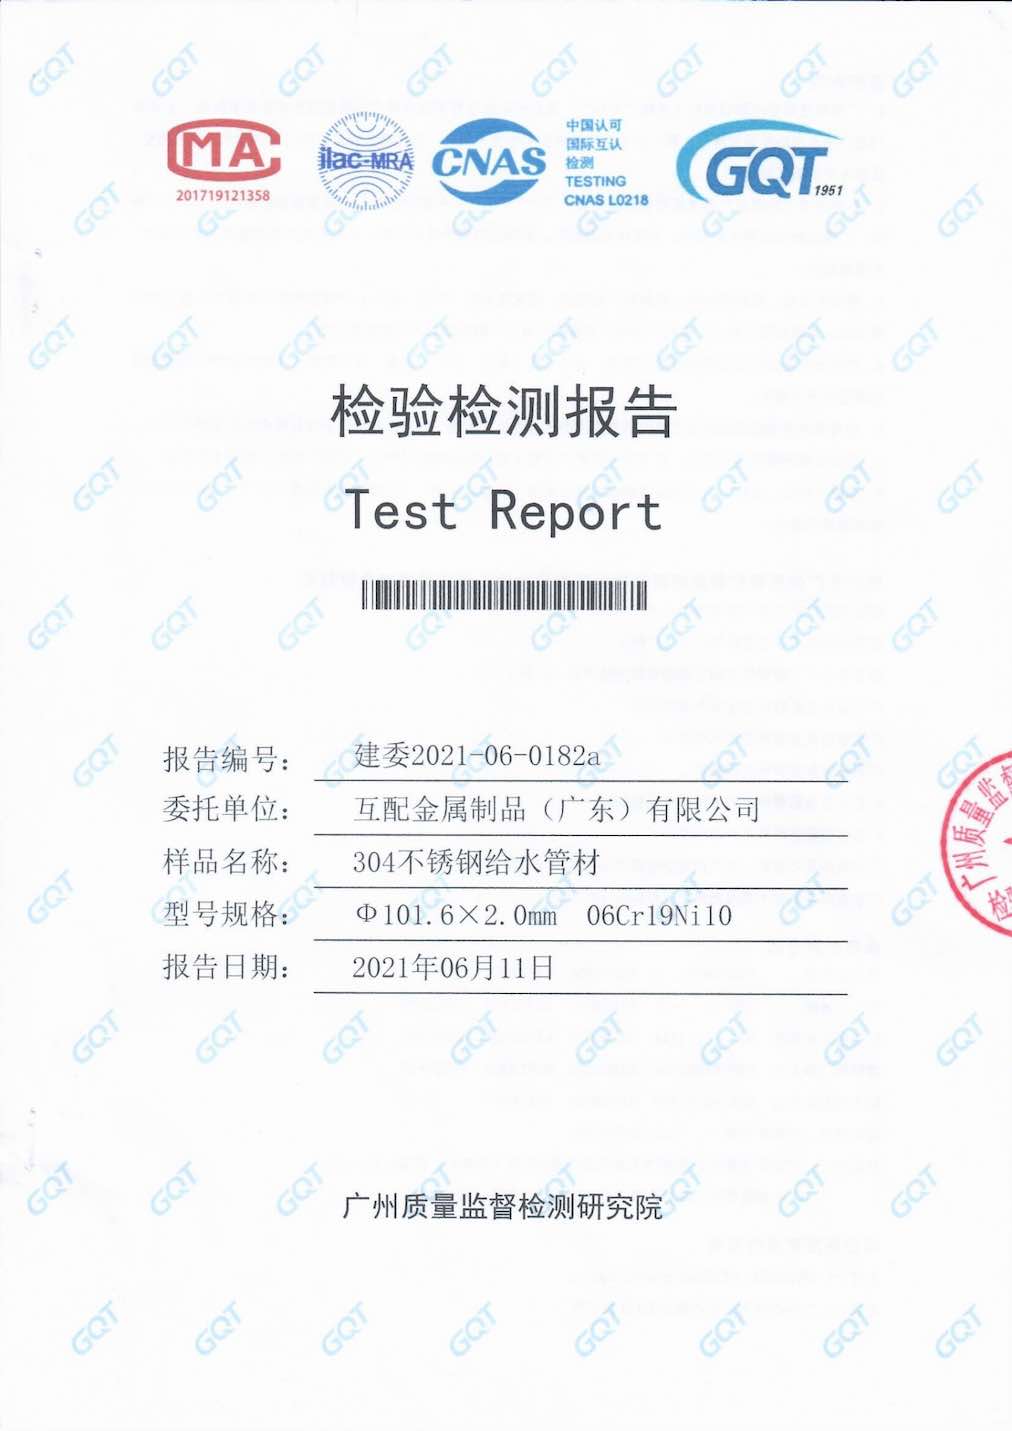 MA
201719121358
ilac-MRA
CNAS
中国认可
国际互认
检测
TESTING
CNAS L0218
GQT
1951
检验检测报告
Test Report
报告编号： 建委2021-06-0182a
委托单位： 互配金属制品（广东）有限公司
样品名称： 304不锈钢给水管材
型号规格： Φ101.6×2.0mm 06Cr19Ni10
报告日期： 2021年06月11日
广州质量监督
检验
广州质量监督检测研究院